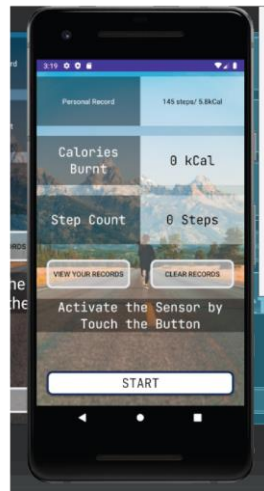 3:19
Personal Record 145 steps/ 5.8kCal
Calories
Burnt
0 kCal
Step Count 0 Steps
VIEW YOUR RECORDS CLEAR RECORDS
Activate the Sensor by
Touch the Button
START